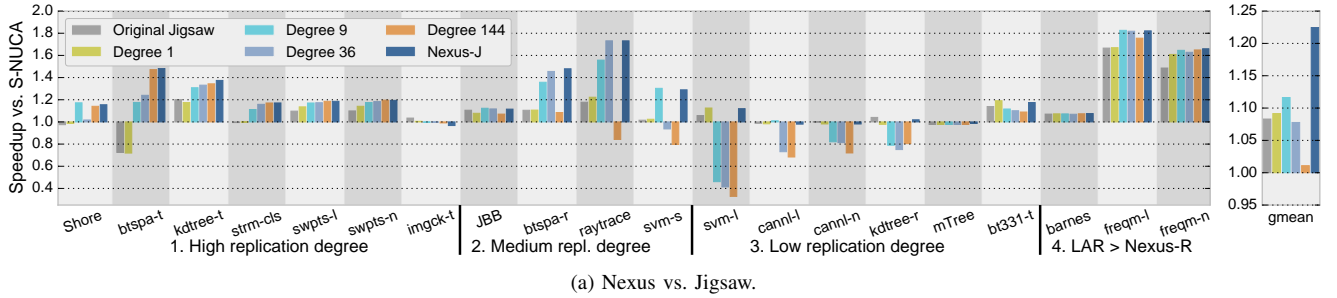 Speedup vs. S-NUCA
2.0
1.8
1.6
1.4
1.2
1.0
0.8
0.6
0.4
Original Jigsaw
Degree 1
Degree 9
Degree 36
Degree 144
Nexus-J
Shore
btspa-t
kdtree-t
strm-cls
swpts-l
swpts-n
imgck-t
JBB
btspa-r
raytrace
svm-s
svm-l
cannl-l
cannl-n
kdtree-r
mTree
bt331-t
barnes
freqm-l
freqm-n
1. High replication degree
2. Medium repl. degree
3. Low replication degree
4. LAR > Nexus-R
1.25
1.20
1.15
1.10
1.05
1.00
0.95
gmean
(a) Nexus vs. Jigsaw.